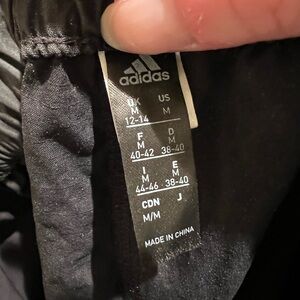 adidas
UK US
M M
12-14
F D
M M
40-42 38-40
I E
M M
44-46 38-40
CDN J
M/M
MADE IN CHINA